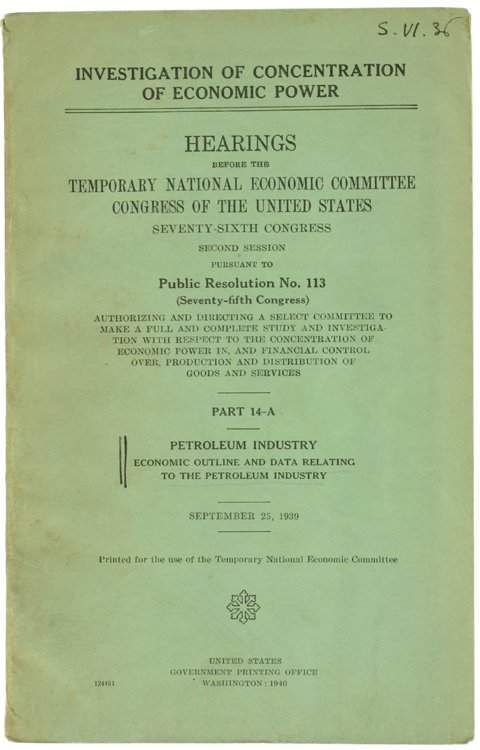 S. VI. 36
INVESTIGATION OF CONCENTRATION
OF ECONOMIC POWER
HEARINGS
BEFORE THE
TEMPORARY NATIONAL ECONOMIC COMMITTEE
CONGRESS OF THE UNITED STATES
SEVENTY-SIXTH CONGRESS
SECOND SESSION
PURSUANT TO
Public Resolution No. 113
(Seventy-fifth Congress)
AUTHORIZING AND DIRECTING A SELECT COMMITTEE TO
MAKE A FULL AND COMPLETE STUDY AND INVESTIGA-
TION WITH RESPECT TO THE CONCENTRATION OF
ECONOMIC POWER IN, AND FINANCIAL CONTROL
OVER, PRODUCTION AND DISTRIBUTION OF
GOODS AND SERVICES
PART 14-A
PETROLEUM INDUSTRY
ECONOMIC OUTLINE AND DATA RELATING
TO THE PETROLEUM INDUSTRY
SEPTEMBER 25, 1939
Printed for the use of the Temporary National Economic Committee
UNITED STATES
GOVERNMENT PRINTING OFFICE
124491 WASHINGTON : 1940